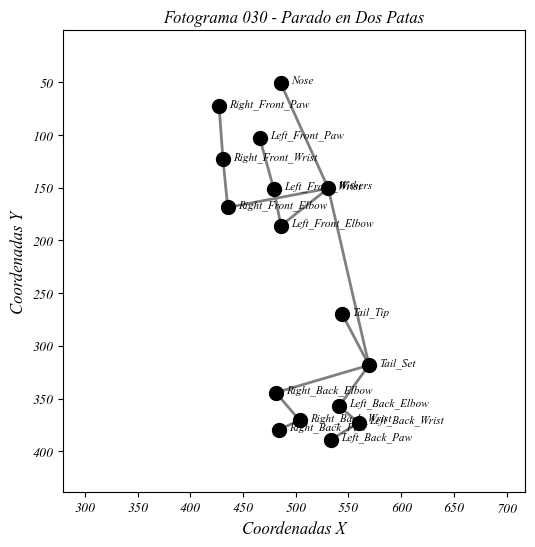 Fotograma 030 - Parado en Dos Patas
Nose
Right_Front_Paw
Left_Front_Paw
Right_Front_Wrist
Left_Front_Wrist
Withers
Right_Front_Elbow
Left_Front_Elbow
Tail_Tip
Tail_Set
Right_Back_Elbow
Left_Back_Elbow
Right_Back_Wrist
Left_Back_Wrist
Right_Back_Paw
Left_Back_Paw
50
100
150
200
250
300
350
400
Coordenadas Y
300 350 400 450 500 550 600 650 700
Coordenadas X